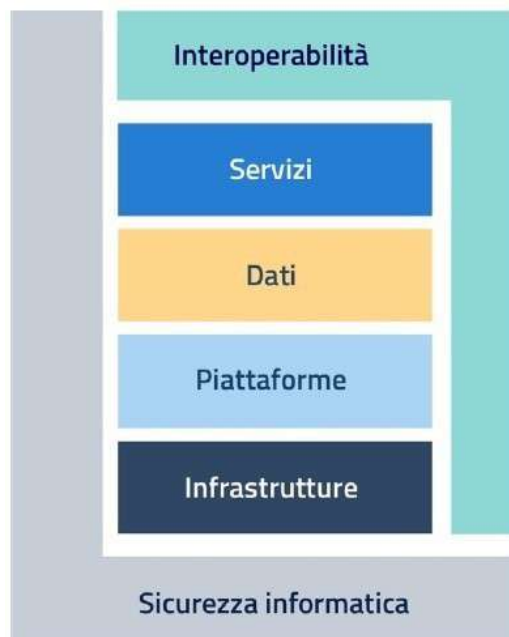 Interoperabilità
Servizi
Dati
Piattaforme
Infrastrutture
Sicurezza informatica